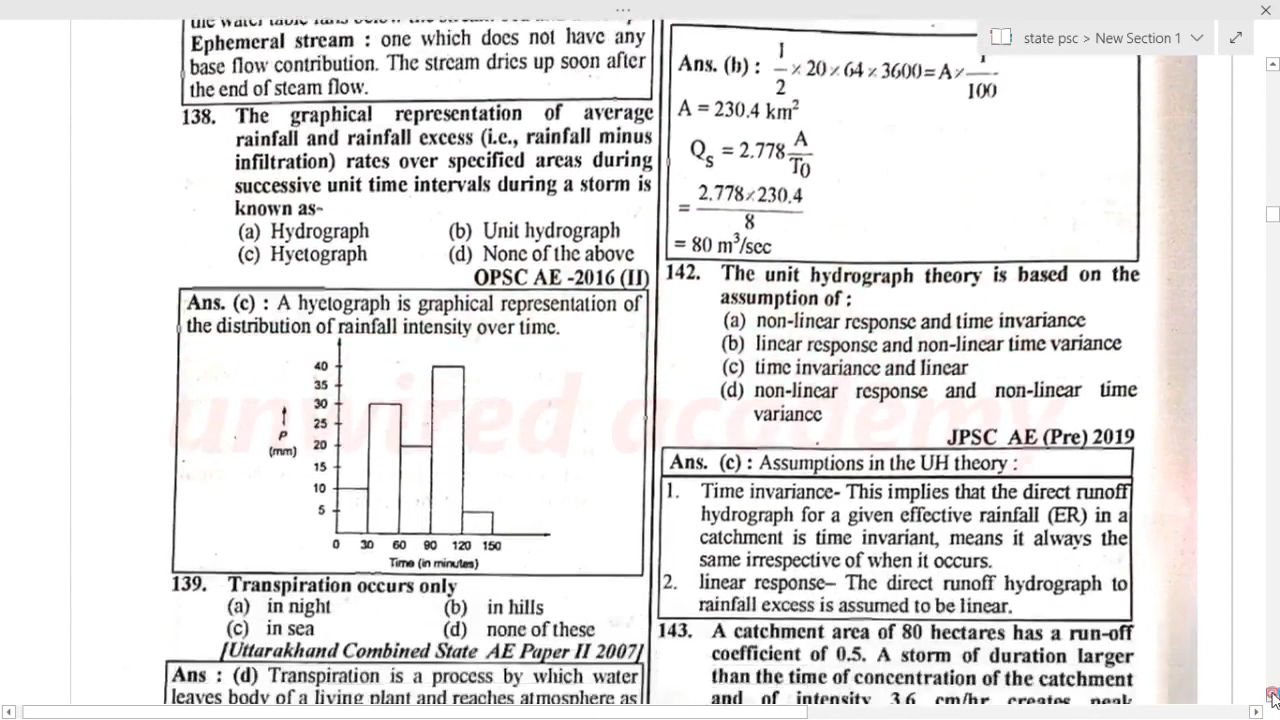 state psc > New Section 1
Ephemeral stream : one which does not have any
base flow contribution. The stream dries up soon after
the end of steam flow.
138. The graphical representation of average
rainfall and rainfall excess (i.e., rainfall minus
infiltration) rates over specified areas during
successive unit time intervals during a storm is
known as-
(a) Hydrograph (b) Unit hydrograph
(c) Hyetograph (d) None of the above
OPSC AE -2016 (II)
Ans. (c) : A hyetograph is graphical representation of
the distribution of rainfall intensity over time.
40
35
30
25
20
15
10
5
P
(mm)
0 30 60 90 120 150
Time (in minutes)
139. Transpiration occurs only
(a) in night (b) in hills
(c) in sea (d) none of these
[Uttarakhand Combined State AE Paper II 2007]
Ans : (d) Transpiration is a process by which water
leaves body of a living plant and reaches atmosphere as
Ans. (b) : 1/2 × 20 × 64 × 3600 = A × 1/100
A = 230.4 km²
Qs = 2.778 A/T0
= 2.778×230.4/8
= 80 m³/sec
142. The unit hydrograph theory is based on the
assumption of :
(a) non-linear response and time invariance
(b) linear response and non-linear time variance
(c) time invariance and linear
(d) non-linear response and non-linear time
variance
JPSC AE (Pre) 2019
Ans. (c) : Assumptions in the UH theory :
1. Time invariance- This implies that the direct runoff
hydrograph for a given effective rainfall (ER) in a
catchment is time invariant, means it always the
same irrespective of when it occurs.
2. linear response– The direct runoff hydrograph to
rainfall excess is assumed to be linear.
143. A catchment area of 80 hectares has a run-off
coefficient of 0.5. A storm of duration larger
than the time of concentration of the catchment
and of intensity 3.6 cm/hr creates peak
unwired academy